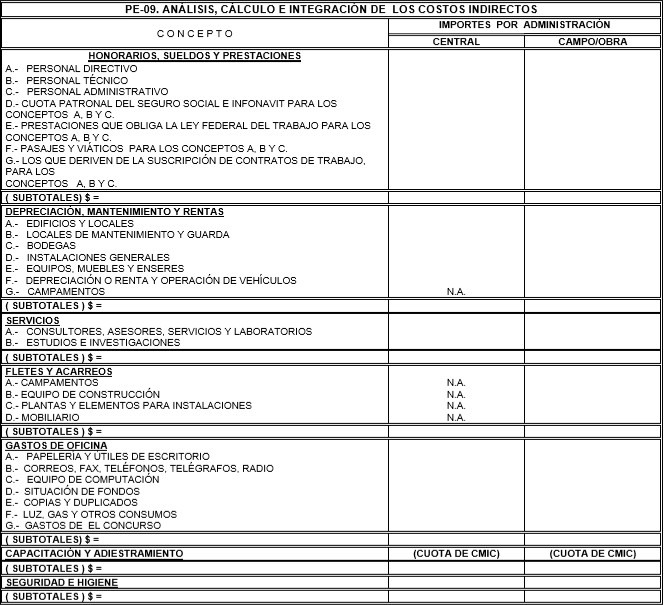 PE-09. ANÁLISIS, CÁLCULO E INTEGRACIÓN DE LOS COSTOS INDIRECTOS
C O N C E P T O
IMPORTES POR ADMINISTRACIÓN
CENTRAL CAMPO/OBRA
HONORARIOS, SUELDOS Y PRESTACIONES
A.- PERSONAL DIRECTIVO
B.- PERSONAL TÉCNICO
C.- PERSONAL ADMINISTRATIVO
D.- CUOTA PATRONAL DEL SEGURO SOCIAL E INFONAVIT PARA LOS
CONCEPTOS A, B Y C.
E.- PRESTACIONES QUE OBLIGA LA LEY FEDERAL DEL TRABAJO PARA LOS
CONCEPTOS A, B Y C.
F.- PASAJES Y VIÁTICOS PARA LOS CONCEPTOS A, B Y C.
G.- LOS QUE DERIVEN DE LA SUSCRIPCIÓN DE CONTRATOS DE TRABAJO,
PARA LOS
CONCEPTOS A, B Y C.
( SUBTOTALES) $ =
DEPRECIACIÓN, MANTENIMIENTO Y RENTAS
A.- EDIFICIOS Y LOCALES
B.- LOCALES DE MANTENIMIENTO Y GUARDA
C.- BODEGAS
D.- INSTALACIONES GENERALES
E.- EQUIPOS, MUEBLES Y ENSERES
F.- DEPRECIACIÓN O RENTA Y OPERACIÓN DE VEHÍCULOS
G.- CAMPAMENTOS N.A.
( SUBTOTALES ) $ =
SERVICIOS
A.- CONSULTORES, ASESORES, SERVICIOS Y LABORATORIOS
B.- ESTUDIOS E INVESTIGACIONES
( SUBTOTALES ) $ =
FLETES Y ACARREOS
A.- CAMPAMENTOS N.A.
B.- EQUIPO DE CONSTRUCCIÓN N.A.
C.- PLANTAS Y ELEMENTOS PARA INSTALACIONES N.A.
D.- MOBILIARIO N.A.
( SUBTOTALES ) $ =
GASTOS DE OFICINA
A.- PAPELERÍA Y ÚTILES DE ESCRITORIO
B.- CORREOS, FAX, TELÉFONOS, TELÉGRAFOS, RADIO
C.- EQUIPO DE COMPUTACIÓN
D.- SITUACIÓN DE FONDOS
E.- COPIAS Y DUPLICADOS
F.- LUZ, GAS Y OTROS CONSUMOS
G.- GASTOS DE EL CONCURSO
( SUBTOTALES) $ =
CAPACITACIÓN Y ADIESTRAMIENTO (CUOTA DE CMIC) (CUOTA DE CMIC)
( SUBTOTALES ) $ =
SEGURIDAD E HIGIENE
( SUBTOTALES ) $ =